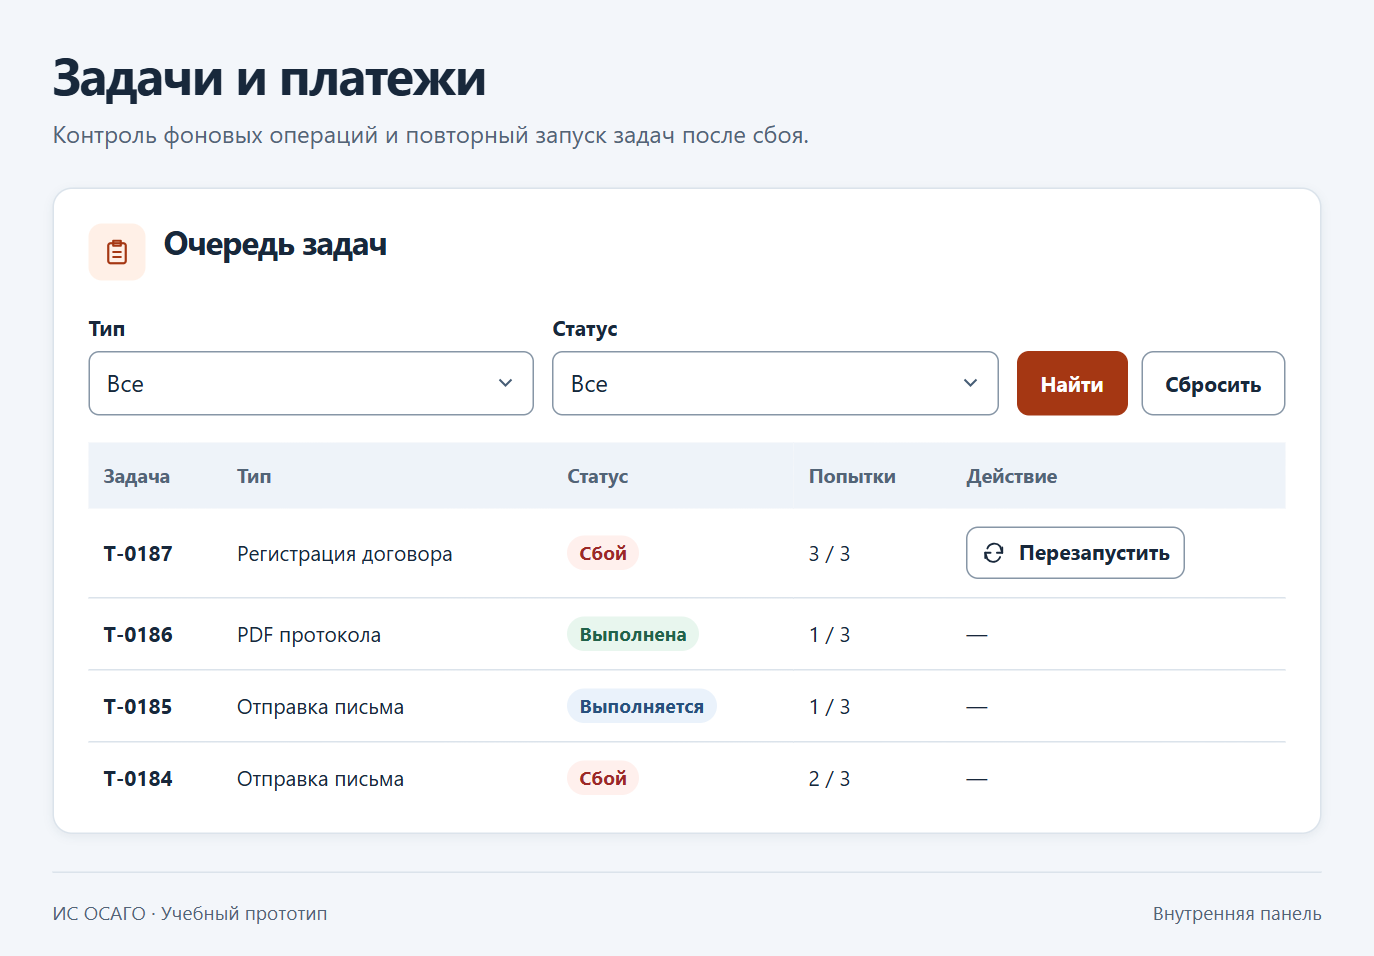 Задачи и платежи
Контроль фоновых операций и повторный запуск задач после сбоя.
Очередь задач
Тип Статус
Все Все Найти Сбросить
Задача Тип Статус Попытки Действие
Т-0187 Регистрация договора Сбой 3 / 3 Перезапустить
Т-0186 PDF протокола Выполнена 1 / 3 —
Т-0185 Отправка письма Выполняется 1 / 3 —
Т-0184 Отправка письма Сбой 2 / 3 —
ИС ОСАГО · Учебный прототип Внутренняя панель